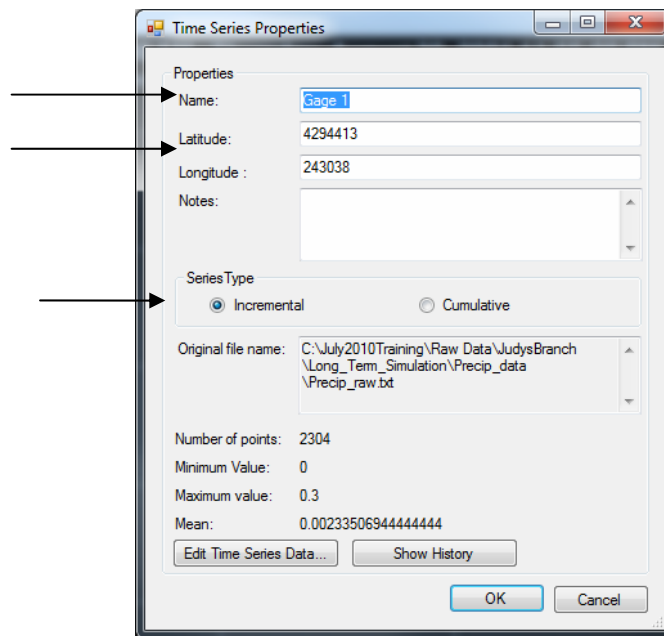 Time Series Properties
Properties
Name: Gage 1
Latitude: 4294413
Longitude : 243038
Notes:
SeriesType
Incremental Cumulative
Original file name: C:\July2010Training\Raw Data\JudysBranch
\Long_Term_Simulation\Precip_data
\Precip_raw.txt
Number of points: 2304
Minimum Value: 0
Maximum value: 0.3
Mean: 0.00233506944444444
Edit Time Series Data... Show History
OK Cancel